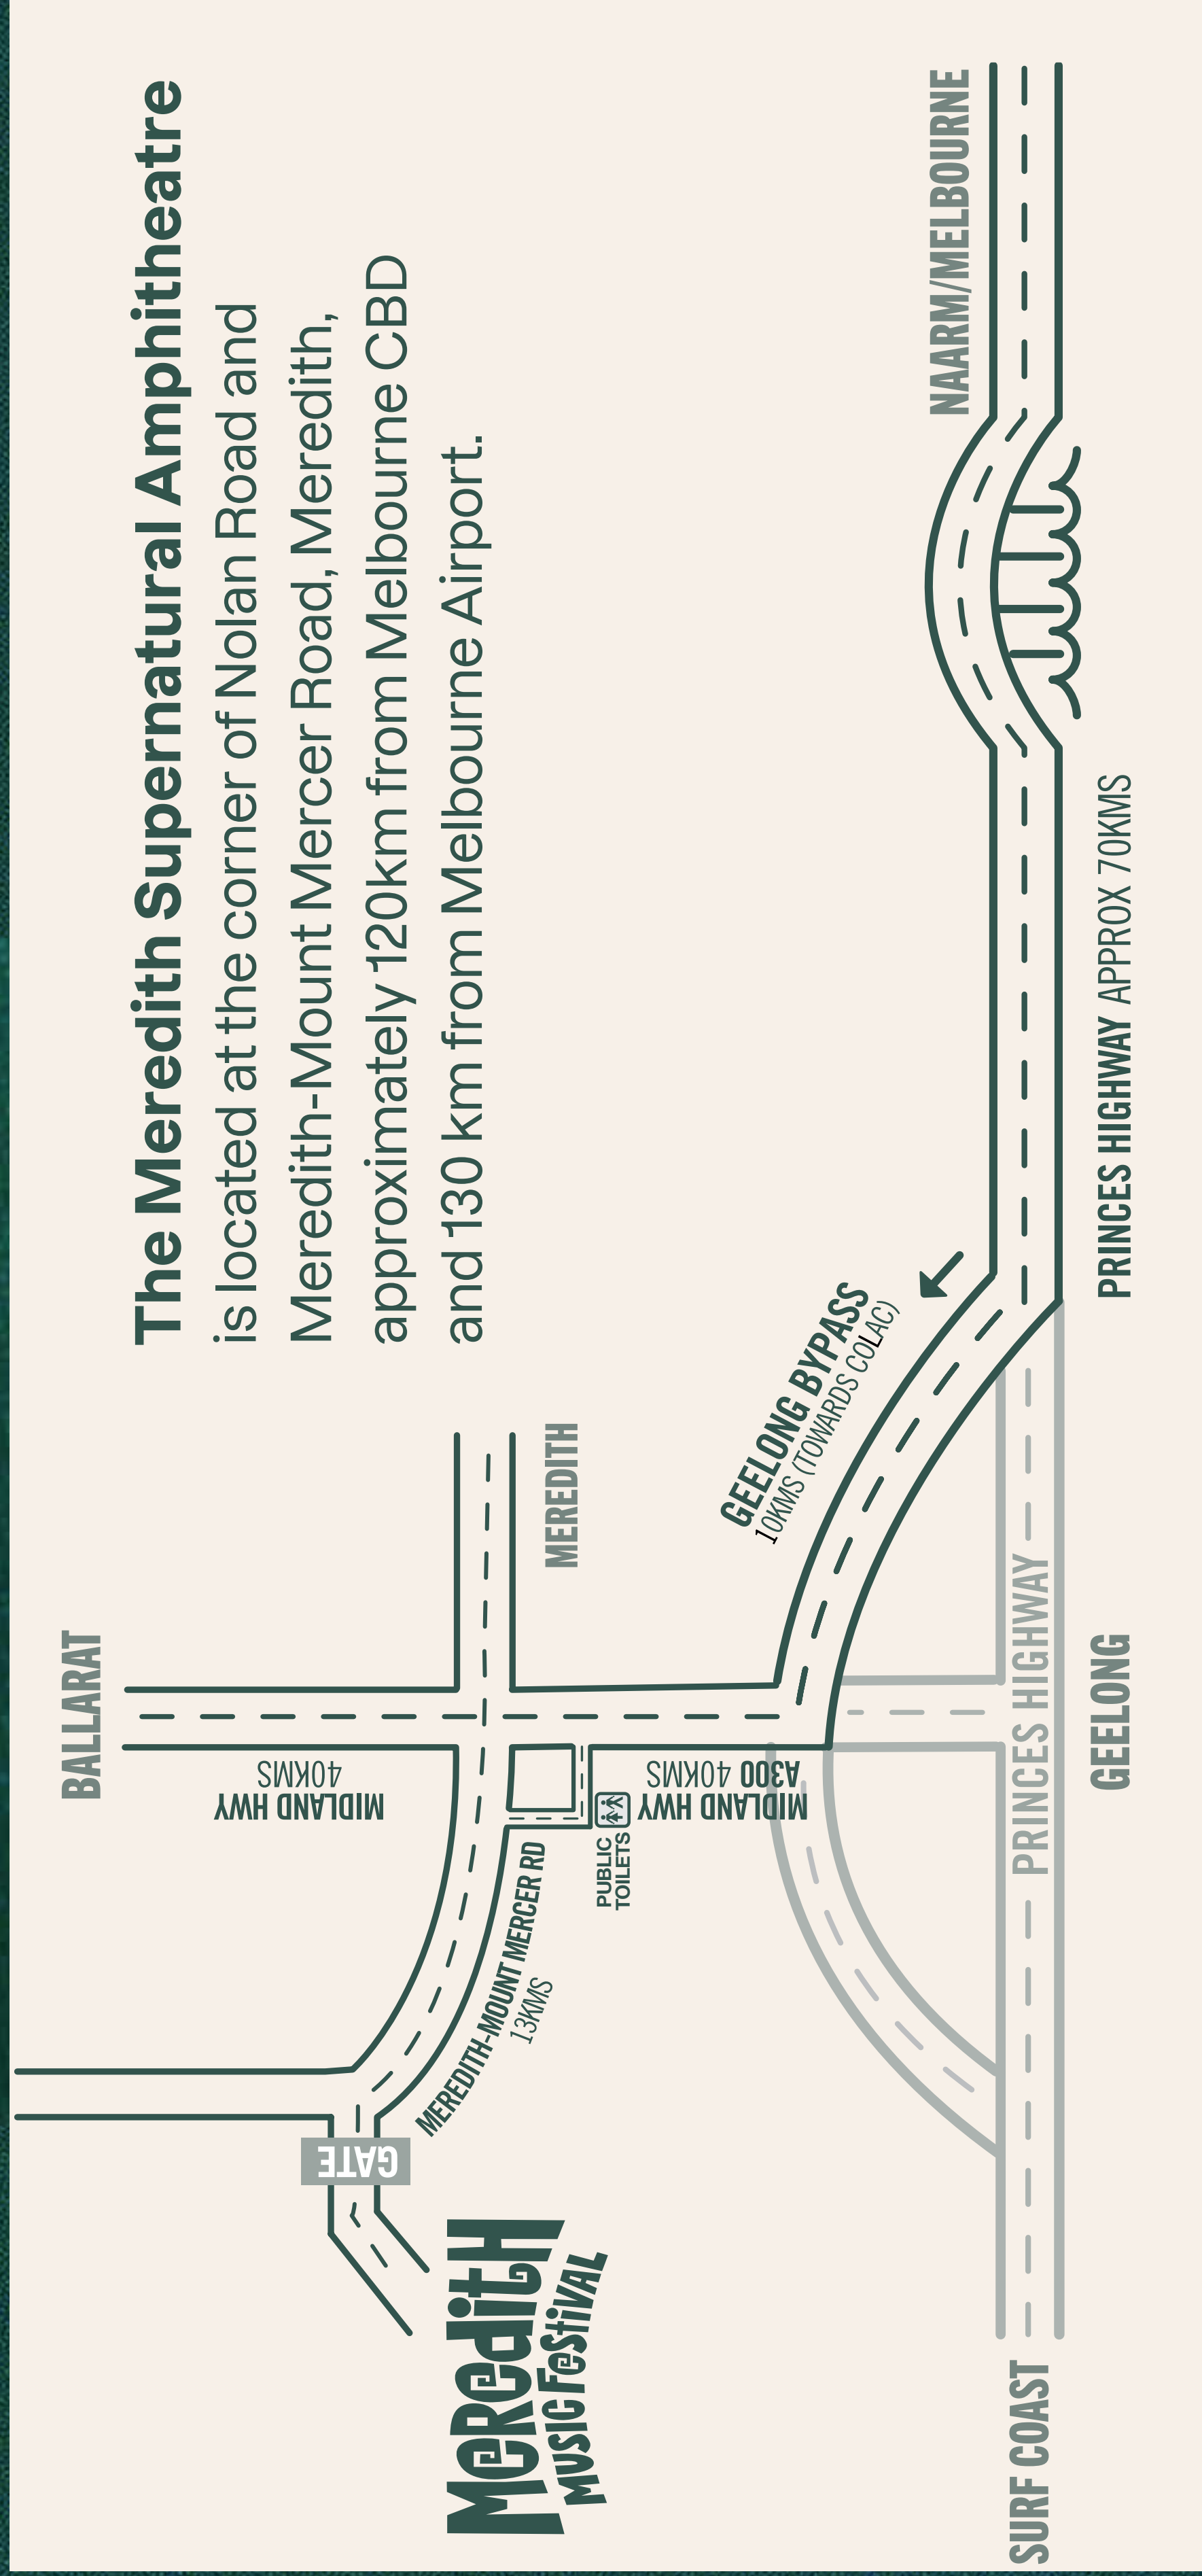 The Meredith Supernatural Amphitheatre
is located at the corner of Nolan Road and
Meredith-Mount Mercer Road, Meredith,
approximately 120km from Melbourne CBD
and 130 km from Melbourne Airport.
BALLARAT
MIDLAND HWY
40KMS
MEREDITH
GATE
MEREDITH-MOUNT MERCER RD
13KMS
PUBLIC
TOILETS
MIDLAND HWY
A300 40KMS
MeRedith
MUSIC FeStiVAL
GEELONG BYPASS
10KMS (TOWARDS COLAC)
NAARM/MELBOURNE
SURF COAST
PRINCES HIGHWAY
GEELONG
PRINCES HIGHWAY APPROX 70KMS